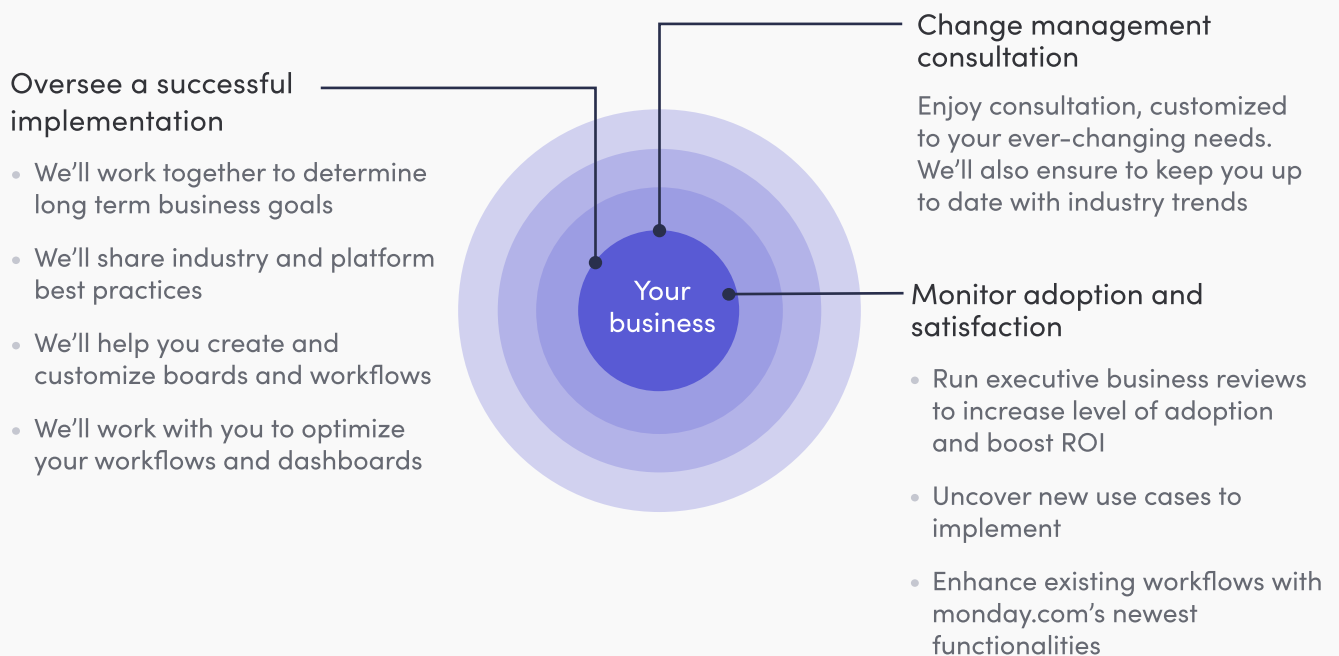 Oversee a successful
implementation
• We’ll work together to determine
long term business goals
• We’ll share industry and platform
best practices
• We’ll help you create and
customize boards and workflows
• We’ll work with you to optimize
your workflows and dashboards
Your
business
Change management
consultation
Enjoy consultation, customized
to your ever-changing needs.
We’ll also ensure to keep you up
to date with industry trends
Monitor adoption and
satisfaction
• Run executive business reviews
to increase level of adoption
and boost ROI
• Uncover new use cases to
implement
• Enhance existing workflows with
monday.com’s newest
functionalities